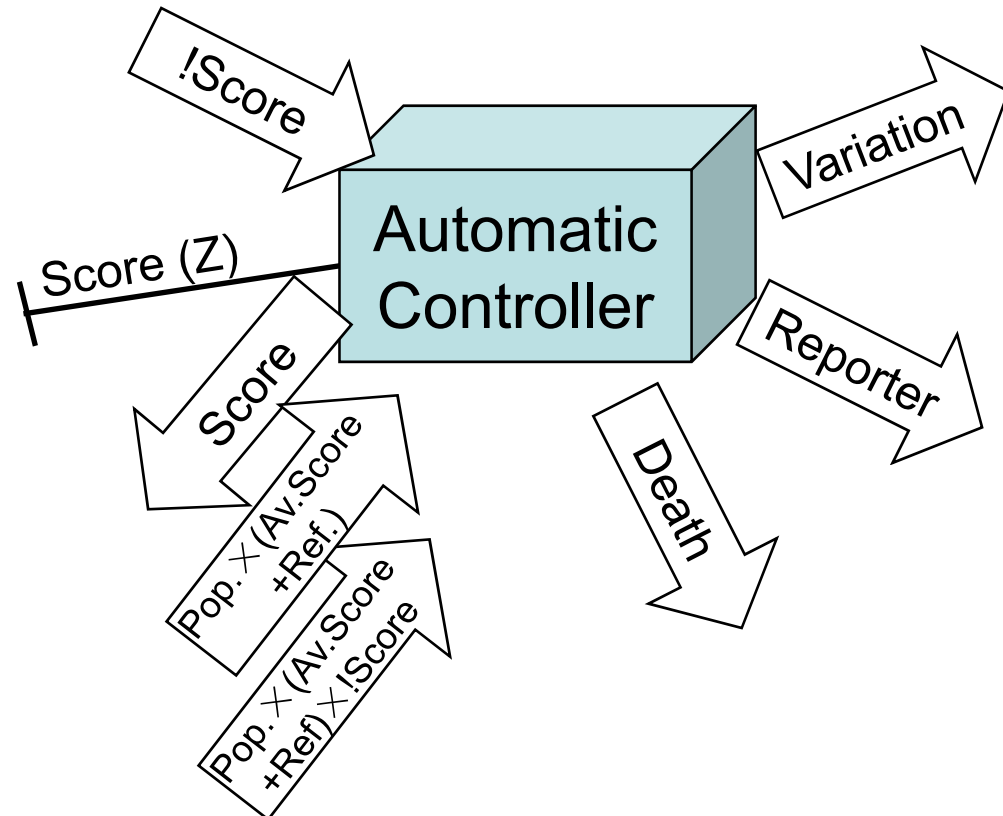 !Score
Automatic
Controller
Variation
Score (Z)
Score
Reporter
Death
Pop.×(Av.Score
+Ref.)
Pop.×(Av.Score
+Ref)×!Score